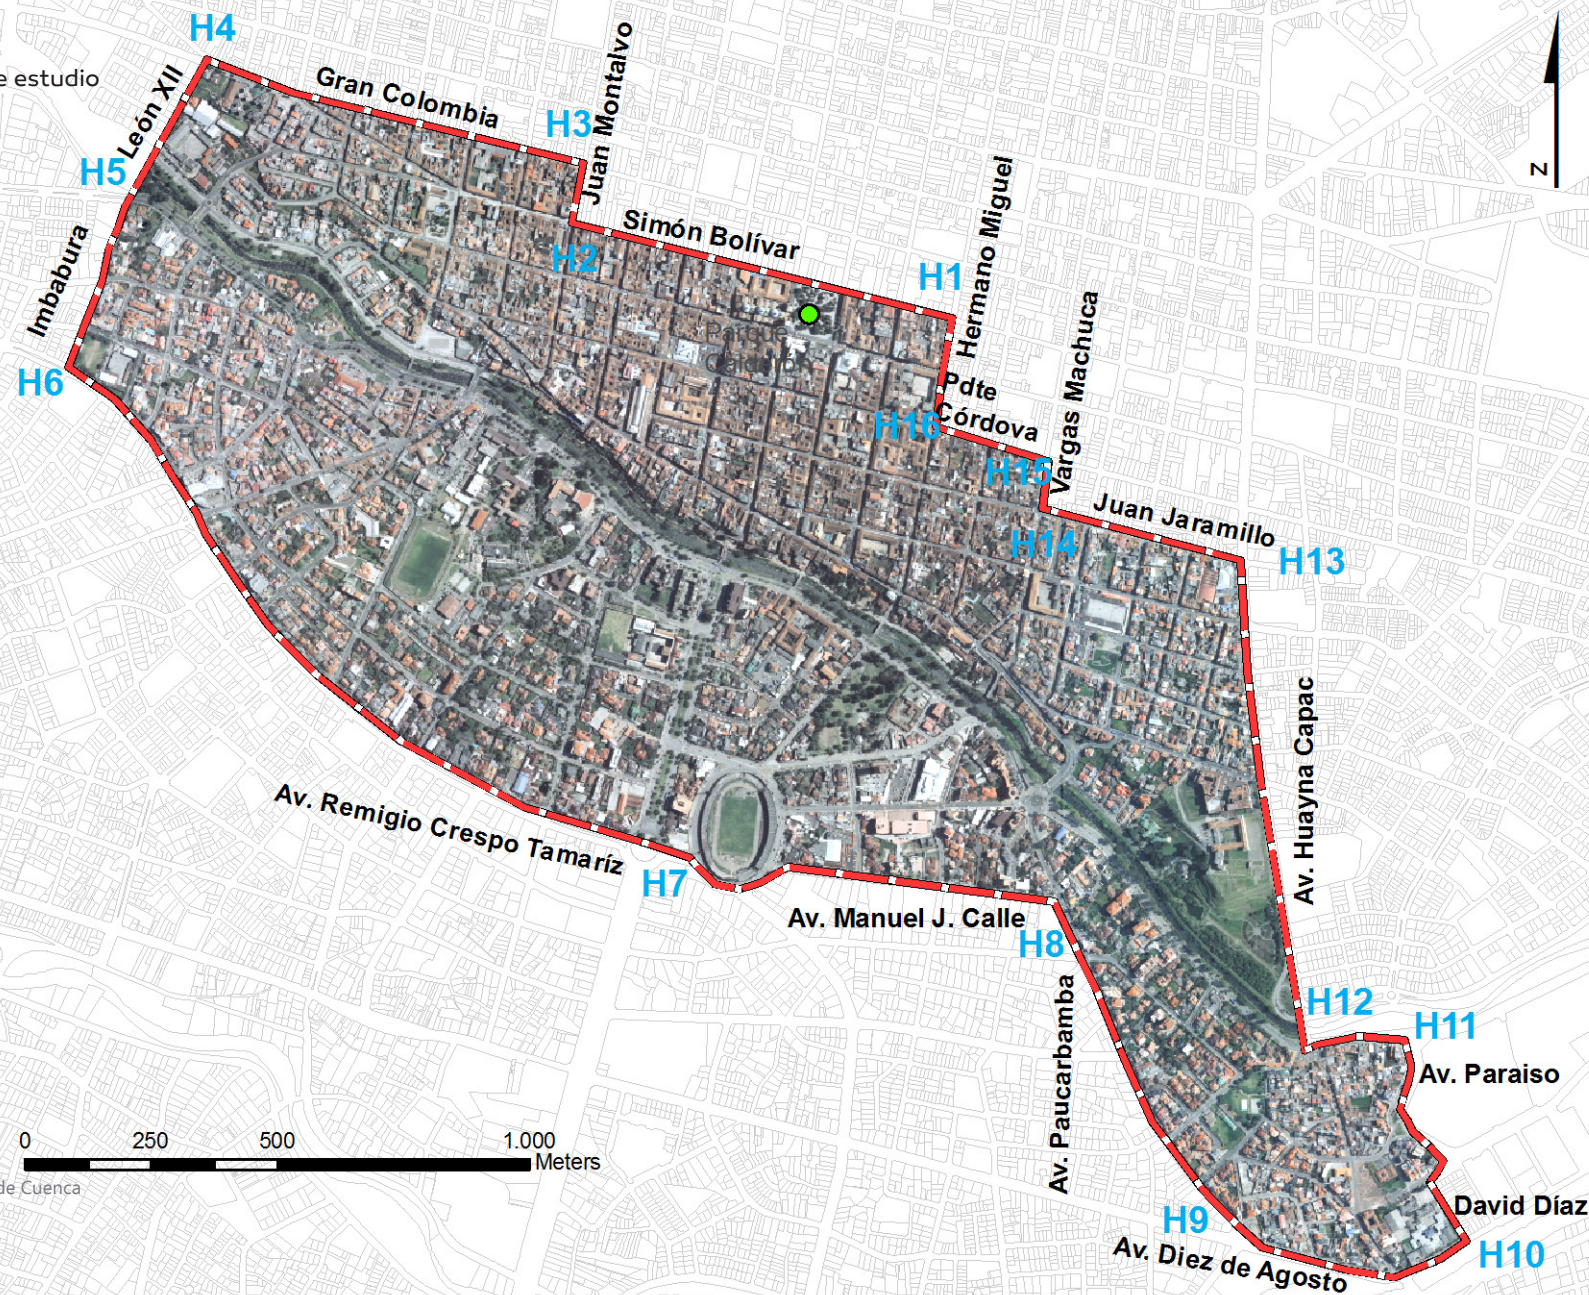 H4
e estudio
León XII
Gran Colombia
H3
Juan Montalvo
H5
Imbabura
H2
Simón Bolívar
H1
Hermano Miguel
Z
Parque
H6
Pdte
Córdova
H16
Vargas Machuca
H15
Juan Jaramillo
H14
H13
Av. Huayna Capac
Av. Remigio Crespo Tamaríz
H7
Av. Manuel J. Calle
H8
Av. Paucarbamba
H12
H11
Av. Paraiso
0 250 500 1.000
Meters
de Cuenca
David Díaz
H9
H10
Av. Diez de Agosto